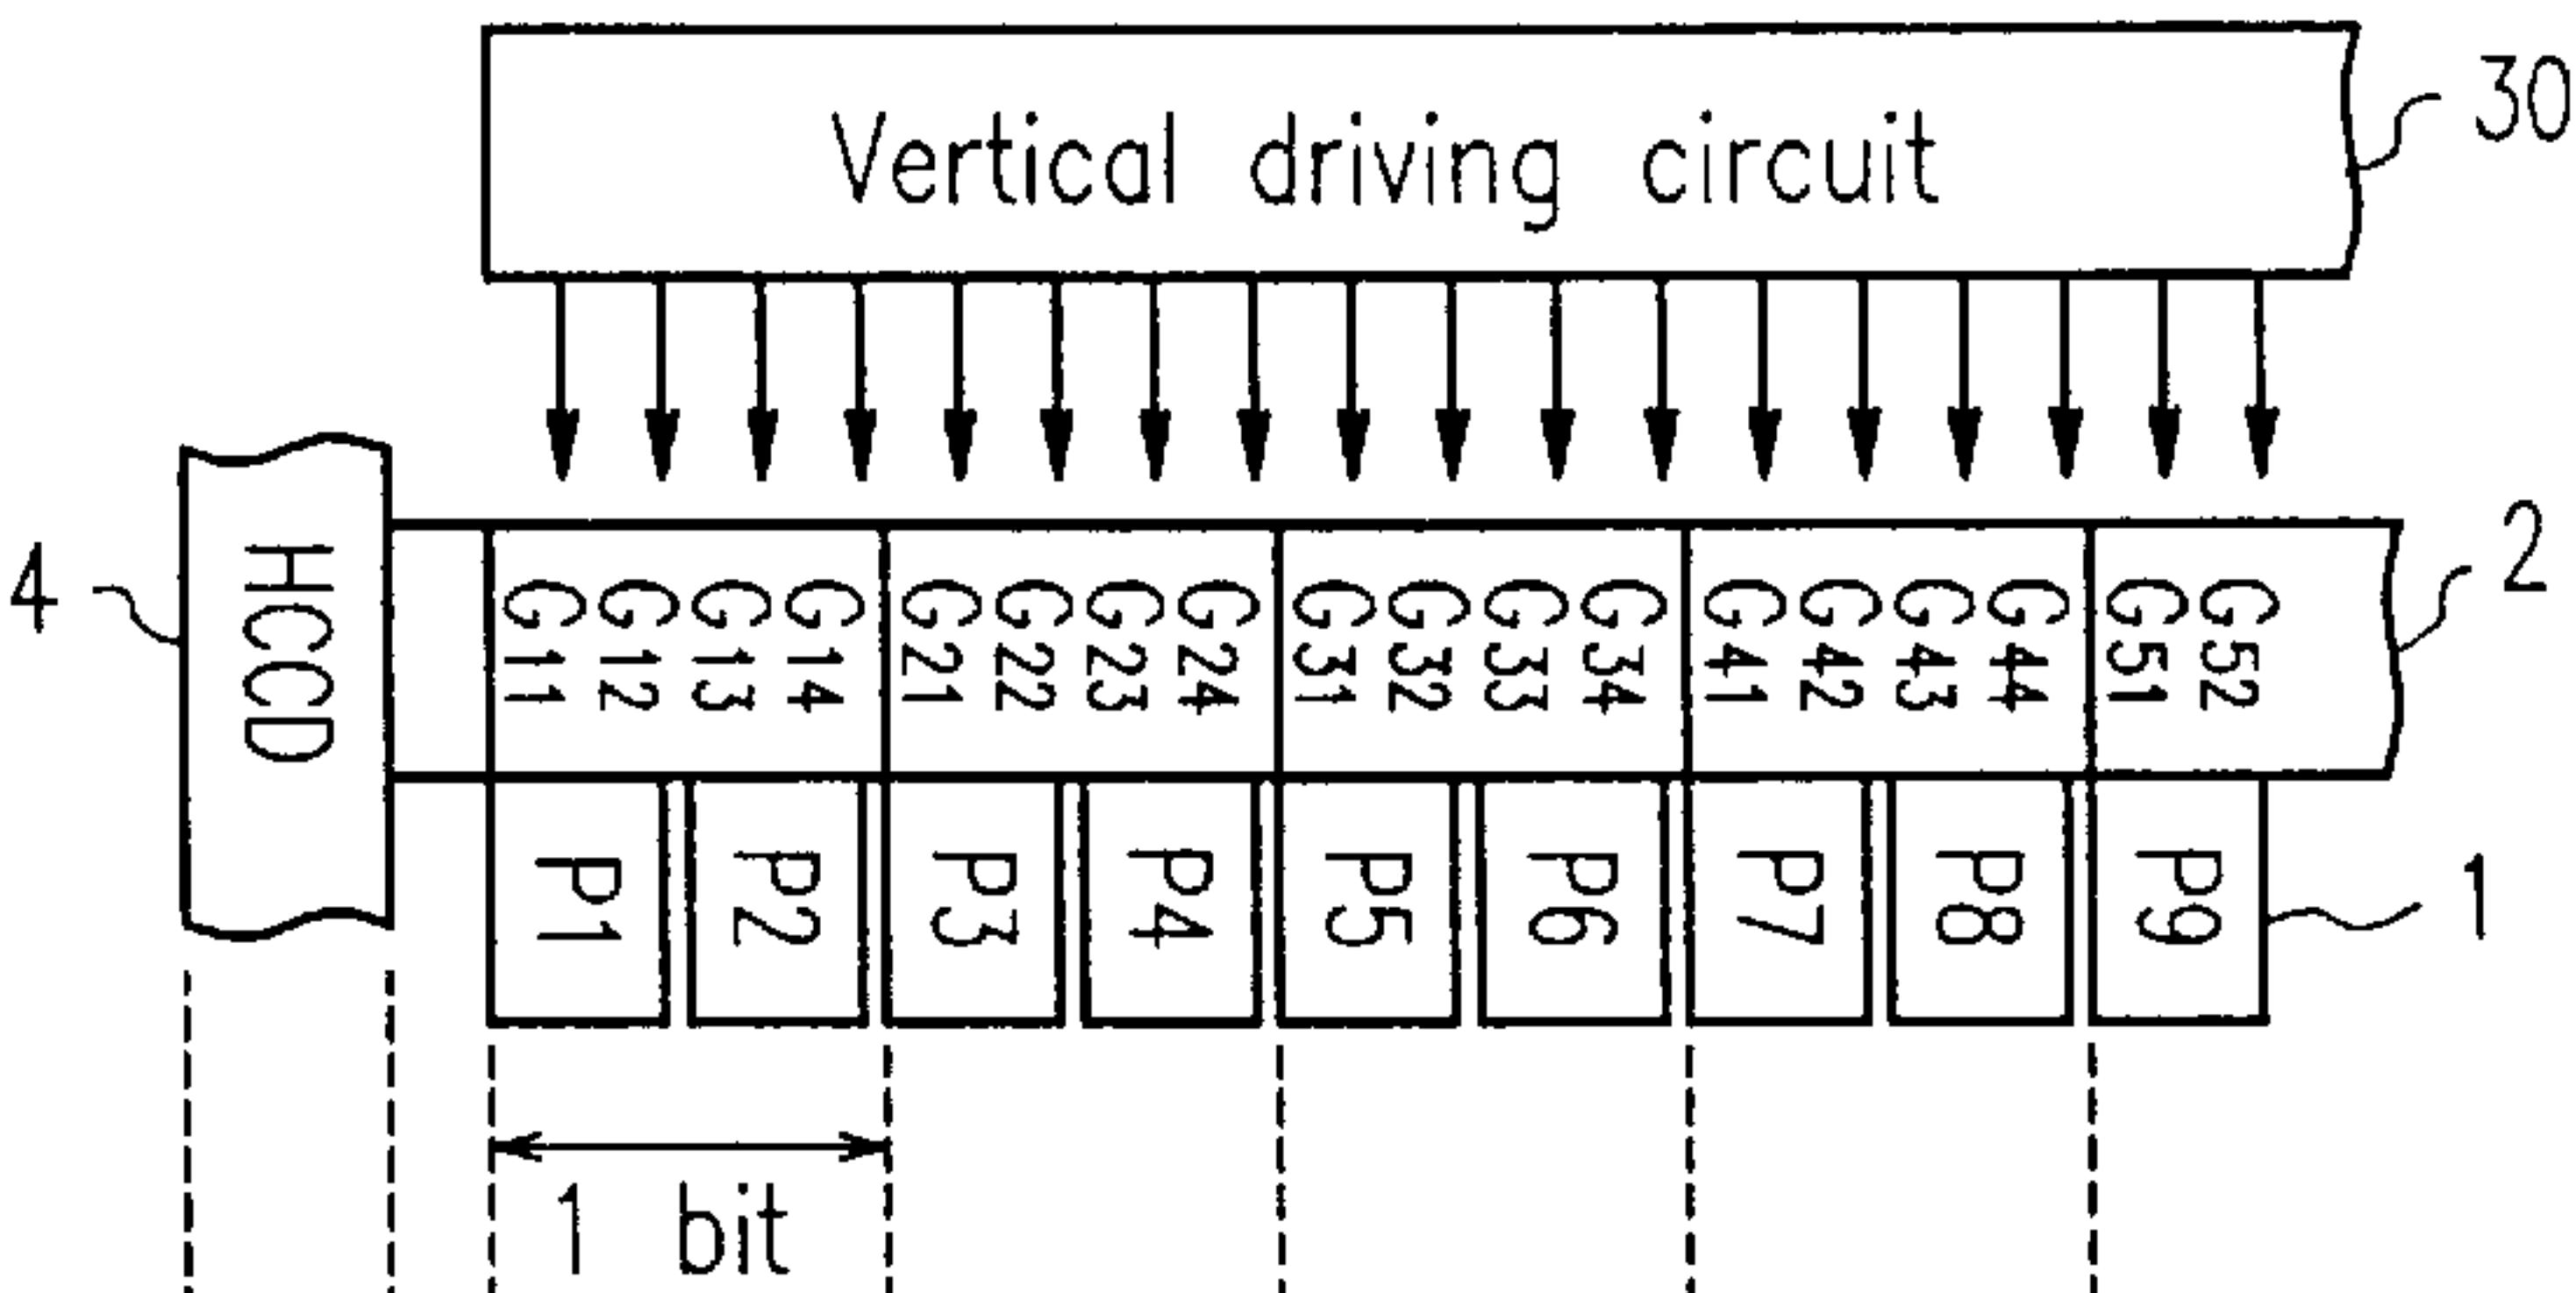 Vertical driving circuit
30
4
HCCD
2
G11 G12 G13 G14 G21 G22 G23 G24 G31 G32 G33 G34 G41 G42 G43 G44 G51 G52
P1 P2 P3 P4 P5 P6 P7 P8 P9
1
1 bit